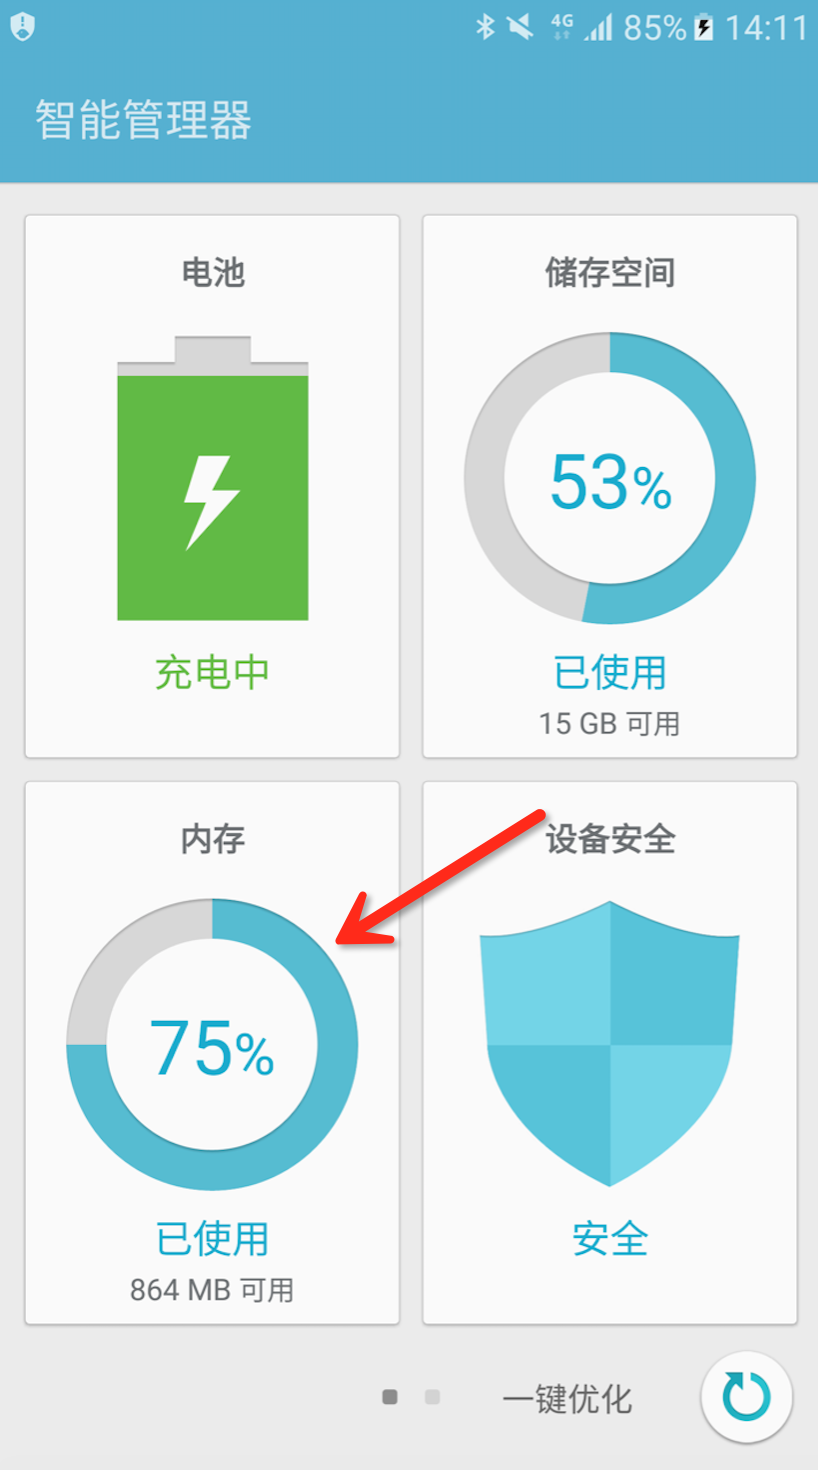 4G 85% 14:11
智能管理器
电池
充电中
储存空间
53%
已使用
15 GB 可用
内存
75%
已使用
864 MB 可用
设备安全
安全
一键优化